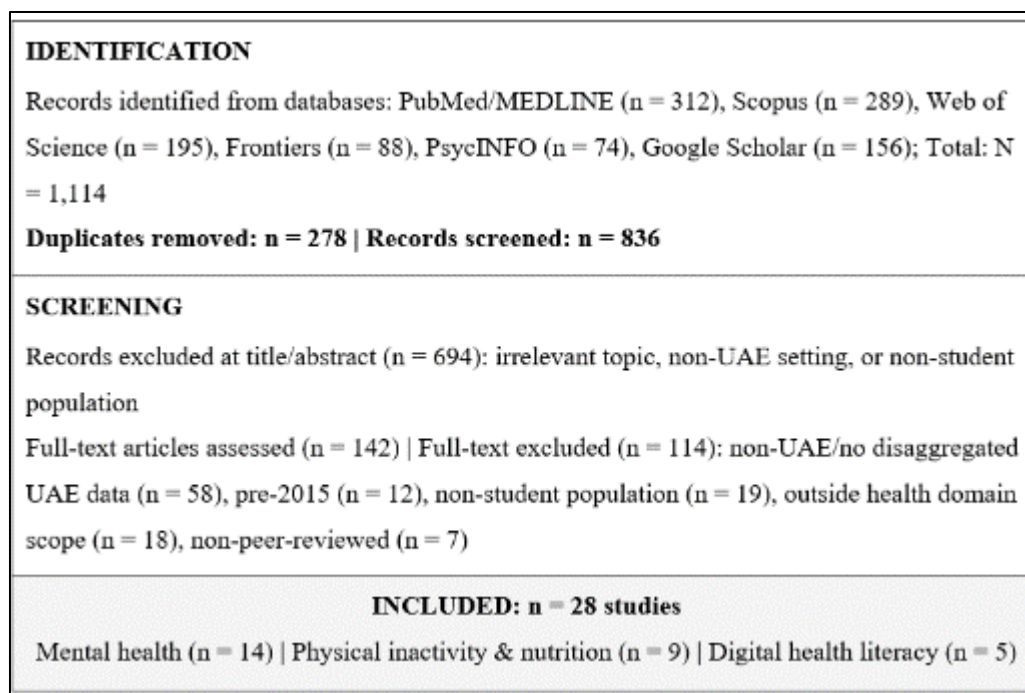 IDENTIFICATION
Records identified from databases: PubMed/MEDLINE (n = 312), Scopus (n = 289), Web of
Science (n = 195), Frontiers (n = 88), PsycINFO (n = 74), Google Scholar (n = 156); Total: N
= 1,114
Duplicates removed: n = 278 | Records screened: n = 836
SCREENING
Records excluded at title/abstract (n = 694): irrelevant topic, non-UAE setting, or non-student
population
Full-text articles assessed (n = 142) | Full-text excluded (n = 114): non-UAE/no disaggregated
UAE data (n = 58), pre-2015 (n = 12), non-student population (n = 19), outside health domain
scope (n = 18), non-peer-reviewed (n = 7)
INCLUDED: n = 28 studies
Mental health (n = 14) | Physical inactivity & nutrition (n = 9) | Digital health literacy (n = 5)